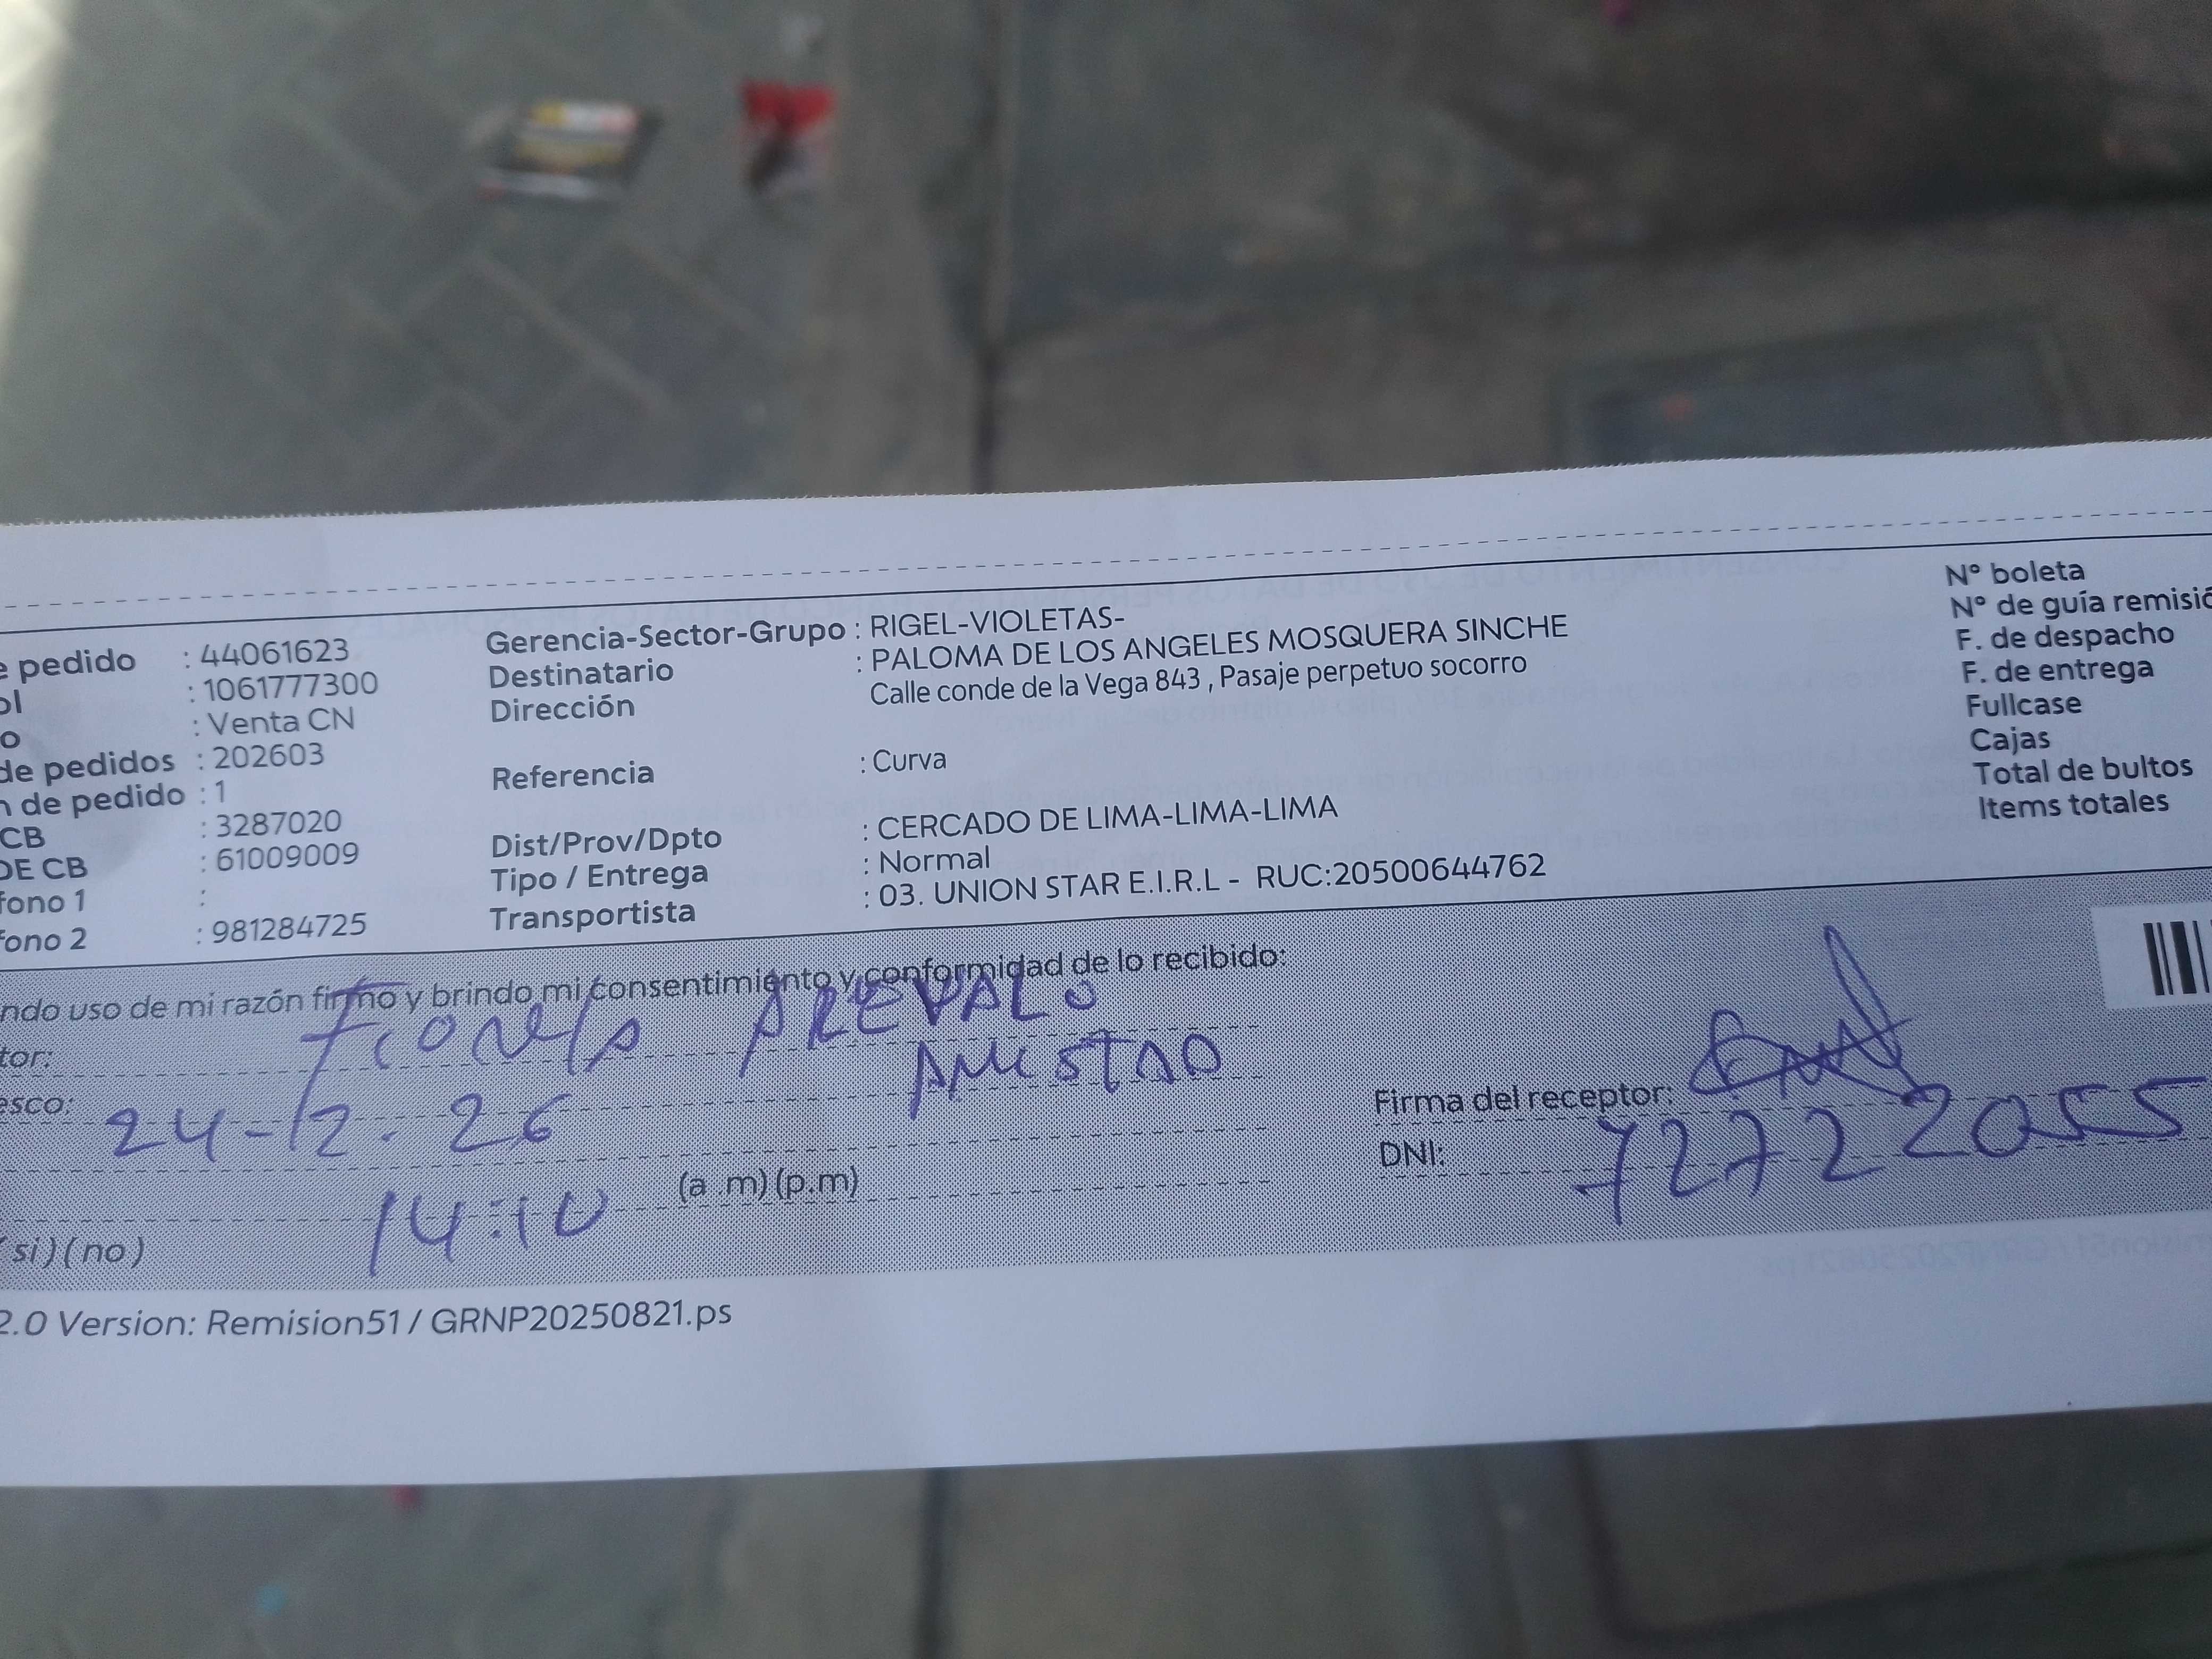 e pedido : 44061623
ol : 1061777300
o : Venta CN
de pedidos : 202603
n de pedido : 1
CB : 3287020
DE CB : 61009009
fono 1 :
fono 2 : 981284725
Gerencia-Sector-Grupo : RIGEL-VIOLETAS-
Destinatario : PALOMA DE LOS ANGELES MOSQUERA SINCHE
Dirección Calle conde de la Vega 843 , Pasaje perpetuo socorro
Referencia : Curva
Dist/Prov/Dpto : CERCADO DE LIMA-LIMA-LIMA
Tipo / Entrega : Normal
Transportista : 03. UNION STAR E.I.R.L - RUC:20500644762
N° boleta
N° de guía remisió
F. de despacho
F. de entrega
Fullcase
Cajas
Total de bultos
Items totales
ndo uso de mi razón firmo y brindo mi consentimiento y conformidad de lo recibido:
tor: AREVALO
esco: AMISTAD
24-12-26
14:10 (a .m) (p.m)
si) ( no )
Firma del receptor:
DNI: 72722055
2.0 Version: Remision51 / GRNP20250821.ps